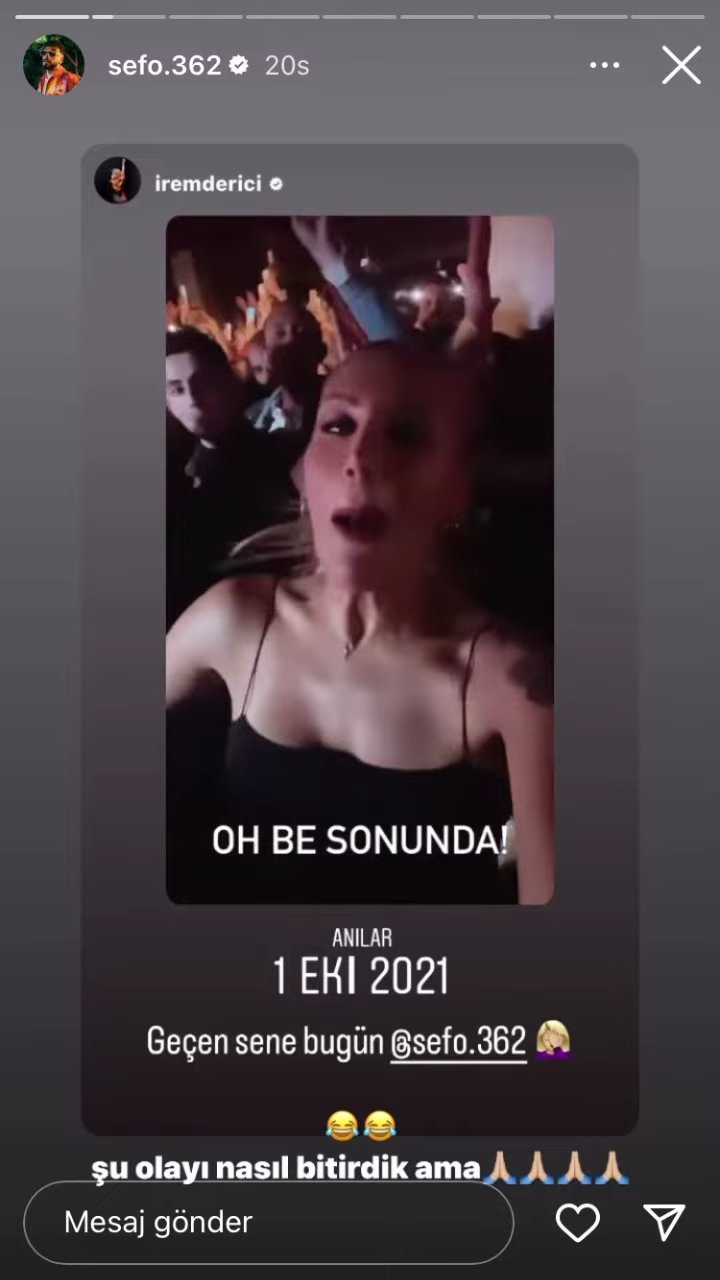 sefo.362 20s
iremderici
OH BE SONUNDA!
ANILAR
1 EKİ 2021
Geçen sene bugün @sefo.362 🤦🏼‍♀️
😂😂
şu olayı nasıl bitirdik ama🙏🏼🙏🏼🙏🏼🙏🏼
Mesaj gönder